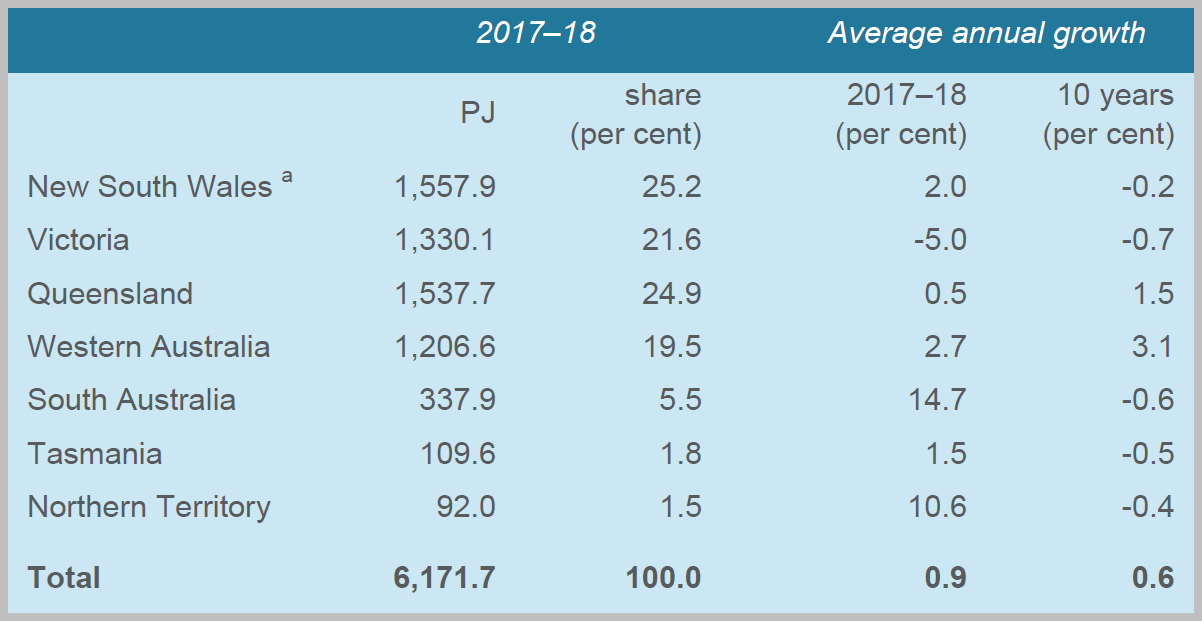 2017–18 Average annual growth
PJ share (per cent) 2017–18 (per cent) 10 years (per cent)
New South Wales a 1,557.9 25.2 2.0 -0.2
Victoria 1,330.1 21.6 -5.0 -0.7
Queensland 1,537.7 24.9 0.5 1.5
Western Australia 1,206.6 19.5 2.7 3.1
South Australia 337.9 5.5 14.7 -0.6
Tasmania 109.6 1.8 1.5 -0.5
Northern Territory 92.0 1.5 10.6 -0.4
Total 6,171.7 100.0 0.9 0.6